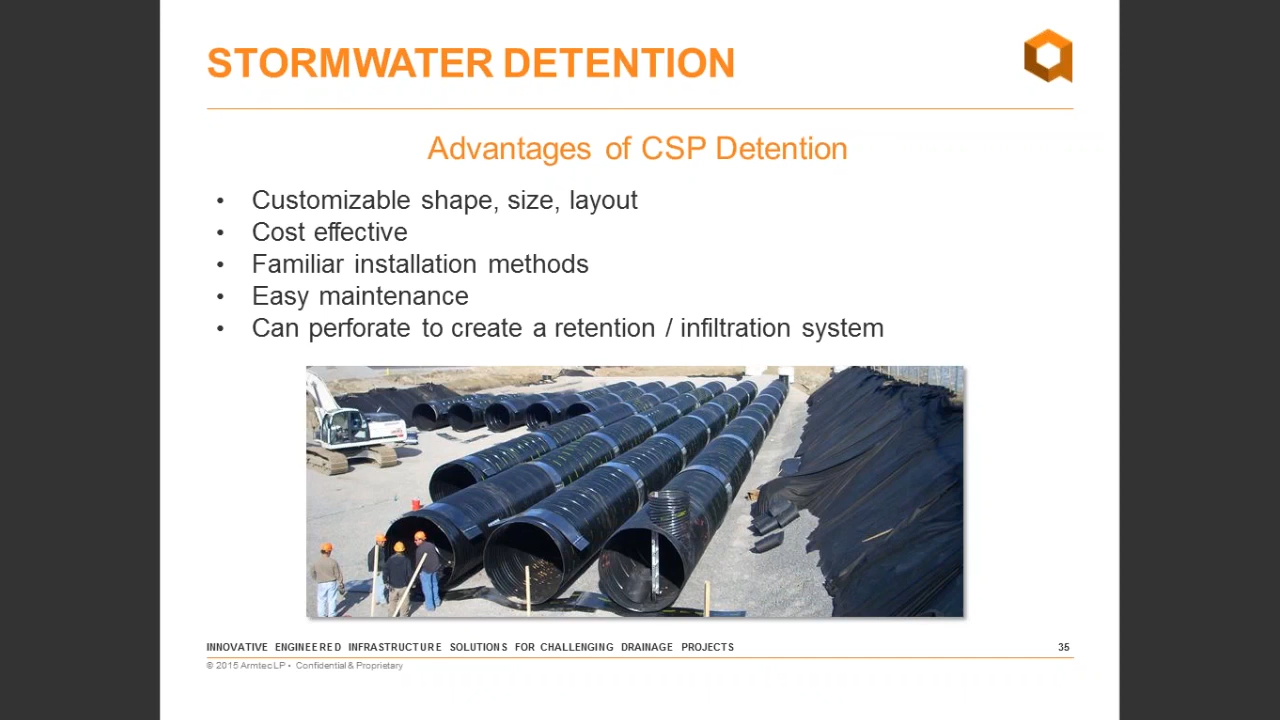 STORMWATER DETENTION
Advantages of CSP Detention
• Customizable shape, size, layout
• Cost effective
• Familiar installation methods
• Easy maintenance
• Can perforate to create a retention / infiltration system
INNOVATIVE ENGINEERED INFRASTRUCTURE SOLUTIONS FOR CHALLENGING DRAINAGE PROJECTS 35
© 2015 Armtec LP • Confidential & Proprietary